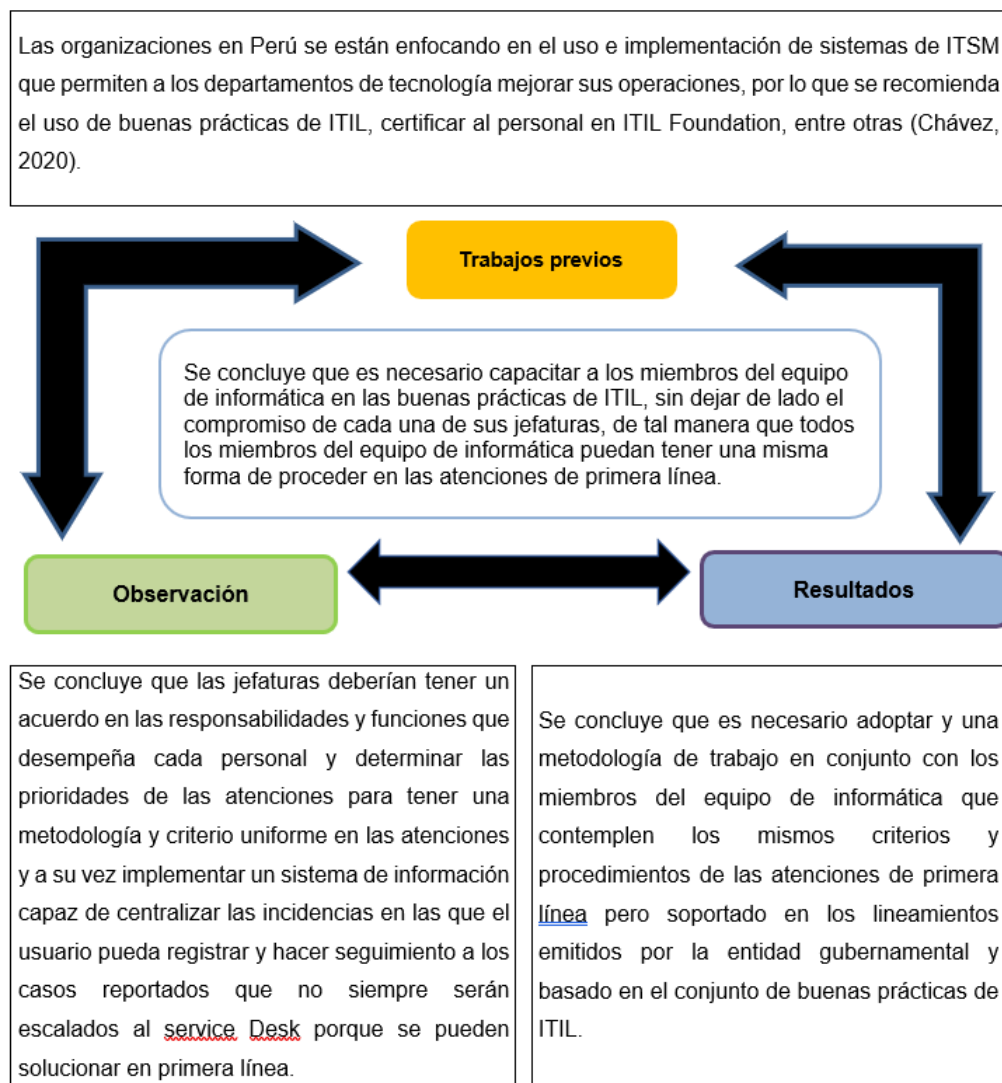 Las organizaciones en Perú se están enfocando en el uso e implementación de sistemas de ITSM
que permiten a los departamentos de tecnología mejorar sus operaciones, por lo que se recomienda
el uso de buenas prácticas de ITIL, certificar al personal en ITIL Foundation, entre otras (Chávez,
2020).
Trabajos previos
Se concluye que es necesario capacitar a los miembros del equipo
de informática en las buenas prácticas de ITIL, sin dejar de lado el
compromiso de cada una de sus jefaturas, de tal manera que todos
los miembros del equipo de informática puedan tener una misma
forma de proceder en las atenciones de primera línea.
Observación
Resultados
Se concluye que las jefaturas deberían tener un
acuerdo en las responsabilidades y funciones que
desempeña cada personal y determinar las
prioridades de las atenciones para tener una
metodología y criterio uniforme en las atenciones
y a su vez implementar un sistema de información
capaz de centralizar las incidencias en las que el
usuario pueda registrar y hacer seguimiento a los
casos reportados que no siempre serán
escalados al service Desk porque se pueden
solucionar en primera línea.
Se concluye que es necesario adoptar y una
metodología de trabajo en conjunto con los
miembros del equipo de informática que
contemplen los mismos criterios y
procedimientos de las atenciones de primera
línea pero soportado en los lineamientos
emitidos por la entidad gubernamental y
basado en el conjunto de buenas prácticas de
ITIL.